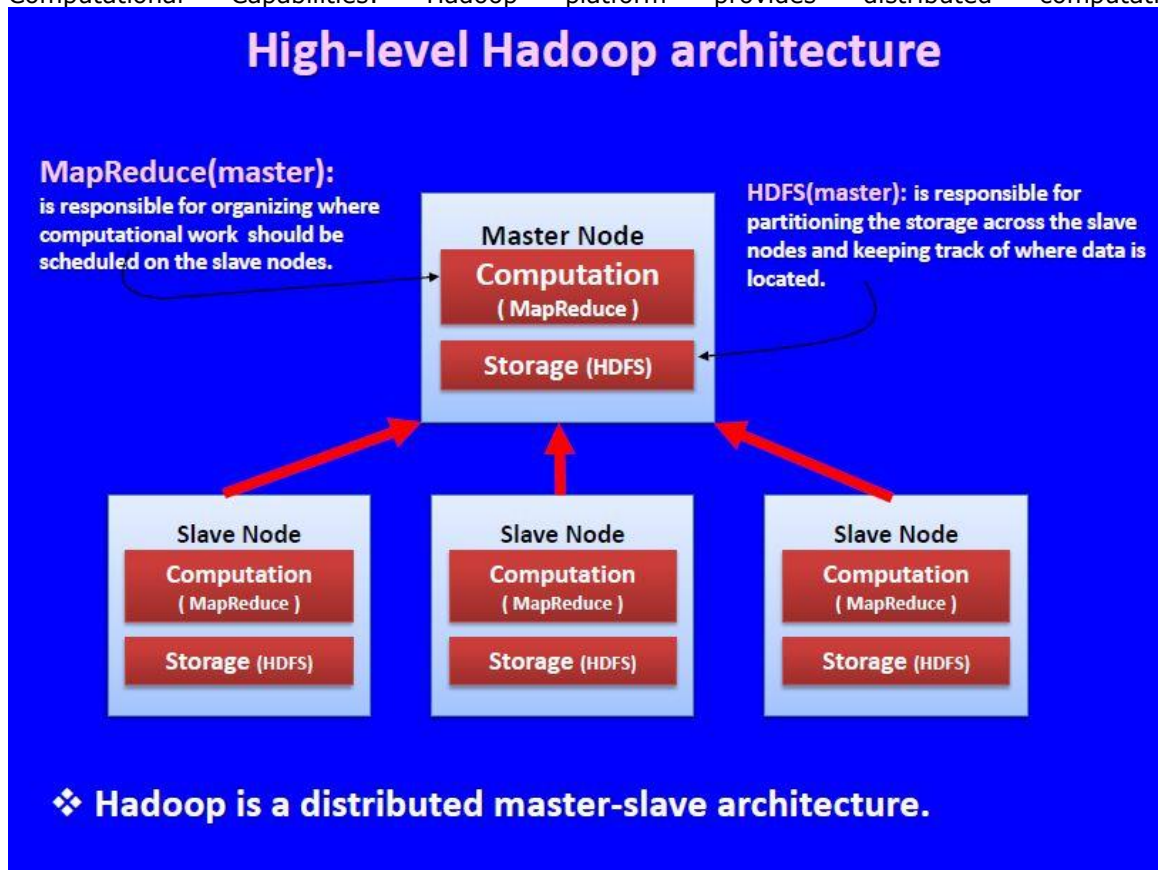 Computational Capabilities: Hadoop platform provides distributed
High-level Hadoop architecture
MapReduce(master):
is responsible for organizing where
computational work should be
scheduled on the slave nodes.
HDFS(master): is responsible for
partitioning the storage across the slave
nodes and keeping track of where data is
located.
Master Node
Computation
( MapReduce )
Storage (HDFS)
Slave Node
Computation
( MapReduce )
Storage (HDFS)
Slave Node
Computation
( MapReduce )
Storage (HDFS)
Slave Node
Computation
( MapReduce )
Storage (HDFS)
❖ Hadoop is a distributed master-slave architecture.